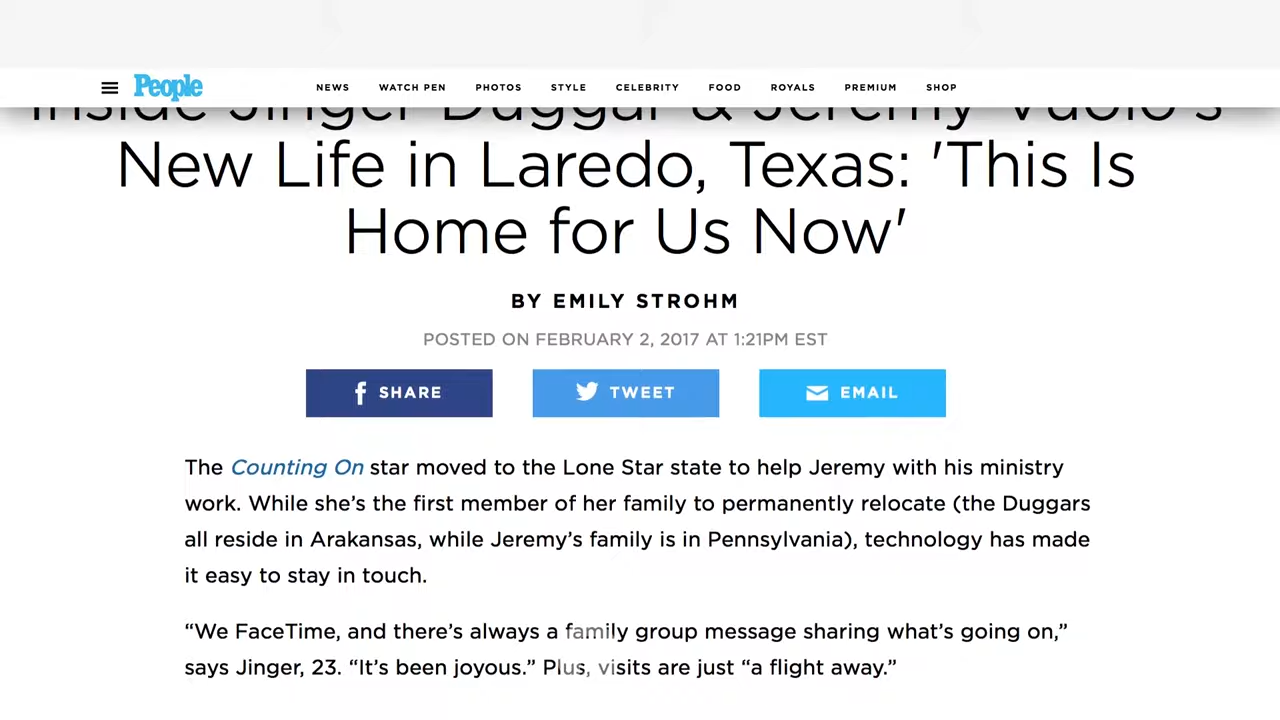 People
NEWS WATCH PEN PHOTOS STYLE CELEBRITY FOOD ROYALS PREMIUM SHOP
Inside Jinger Duggar & Jeremy Vuolo's
New Life in Laredo, Texas: 'This Is
Home for Us Now'
BY EMILY STROHM
POSTED ON FEBRUARY 2, 2017 AT 1:21PM EST
SHARE TWEET EMAIL
The Counting On star moved to the Lone Star state to help Jeremy with his ministry
work. While she’s the first member of her family to permanently relocate (the Duggars
all reside in Arakansas, while Jeremy’s family is in Pennsylvania), technology has made
it easy to stay in touch.
“We FaceTime, and there’s always a family group message sharing what’s going on,”
says Jinger, 23. “It’s been joyous.” Plus, visits are just “a flight away.”